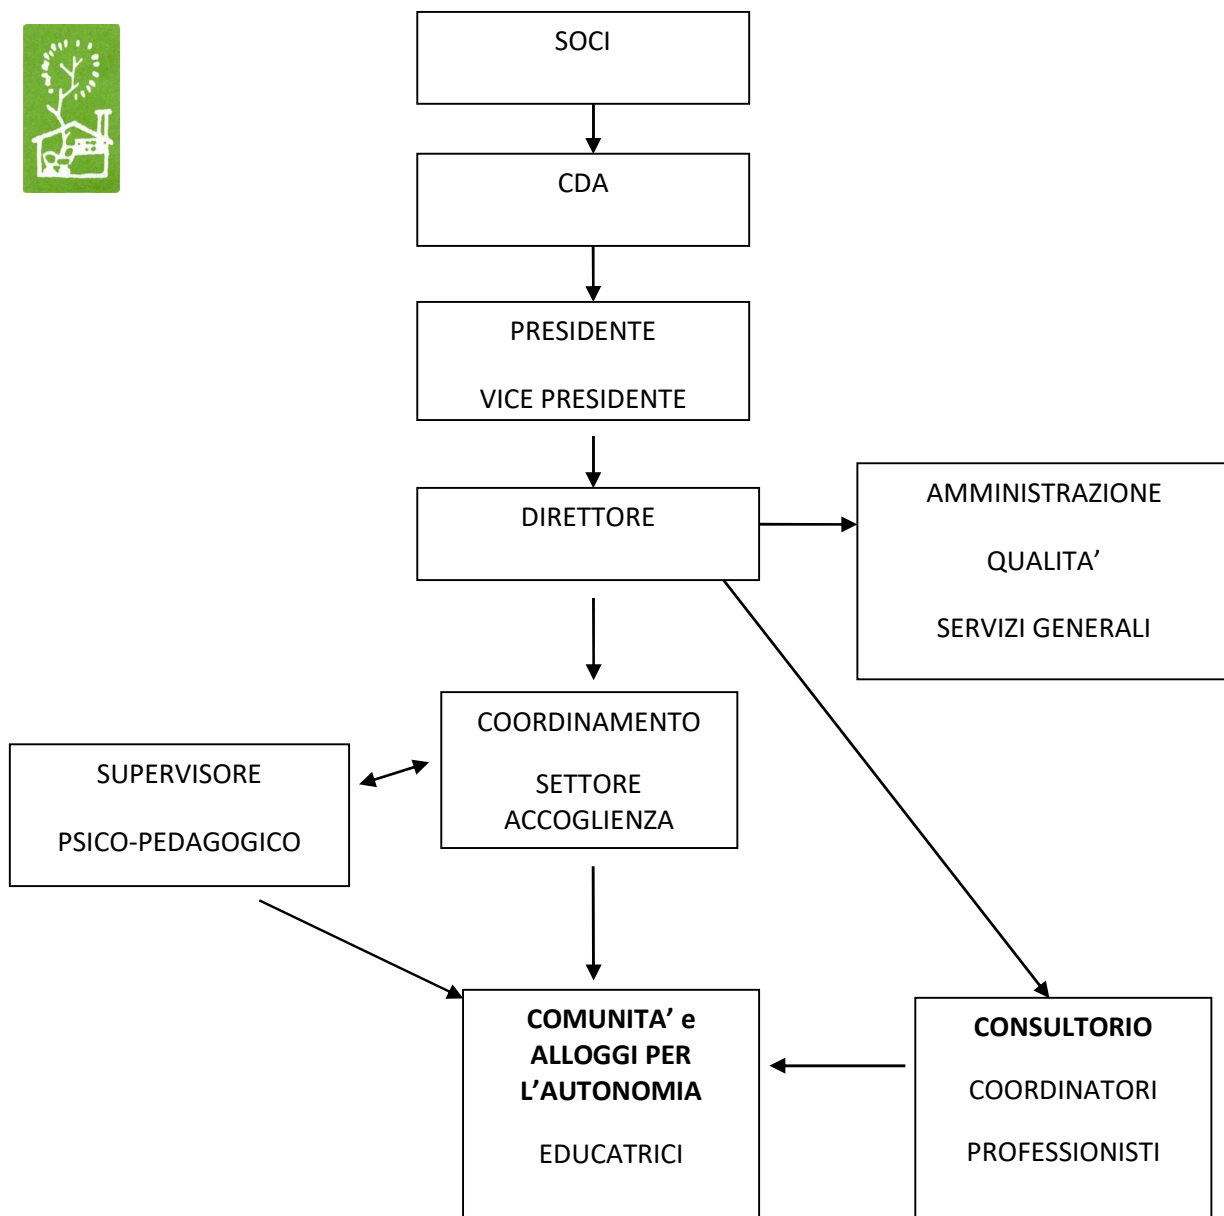 SOCI
CDA
PRESIDENTE
VICE PRESIDENTE
DIRETTORE
AMMINISTRAZIONE
QUALITA’
SERVIZI GENERALI
COORDINAMENTO
SETTORE
ACCOGLIENZA
SUPERVISORE
PSICO-PEDAGOGICO
COMUNITA’ e
ALLOGGI PER
L’AUTONOMIA
EDUCATRICI
CONSULTORIO
COORDINATORI
PROFESSIONISTI